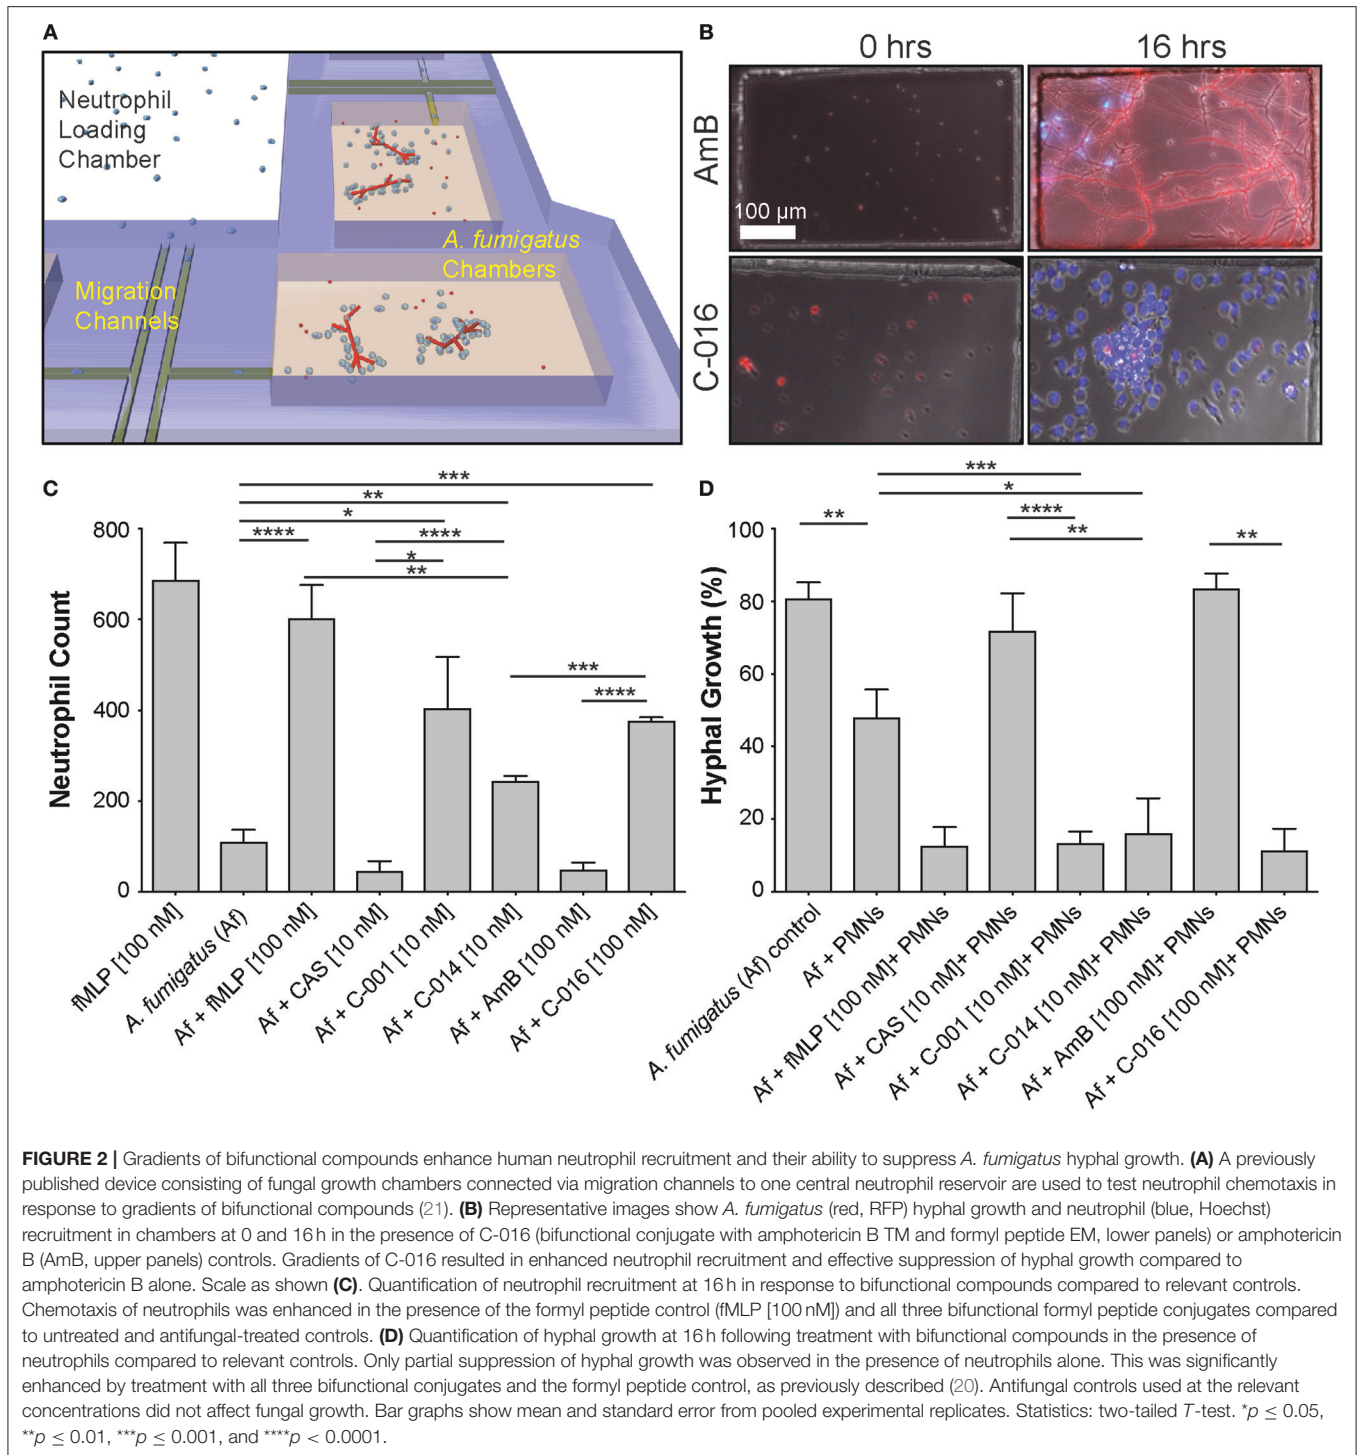 A
Neutrophil
Loading
Chamber
A. fumigatus
Chambers
Migration
Channels
B
0 hrs
16 hrs
AmB
100 µm
C-016
C
***
**
*
****
****
*
**
***
****
Neutrophil Count
800
600
400
200
0
fMLP [100 nM]
A. fumigatus (Af)
Af + fMLP [100 nM]
Af + CAS [10 nM]
Af + C-001 [10 nM]
Af + C-014 [10 nM]
Af + AmB [100 nM]
Af + C-016 [100 nM]
D
***
*
**
****
**
**
Hyphal Growth (%)
100
80
60
40
20
0
A. fumigatus (Af) control
Af + PMNs
Af + fMLP [100 nM]+ PMNs
Af + CAS [10 nM]+ PMNs
Af + C-001 [10 nM]+ PMNs
Af + C-014 [10 nM]+ PMNs
Af + AmB [100 nM]+ PMNs
Af + C-016 [100 nM]+ PMNs
FIGURE 2 | Gradients of bifunctional compounds enhance human neutrophil recruitment and their ability to suppress A. fumigatus hyphal growth. (A) A previously
published device consisting of fungal growth chambers connected via migration channels to one central neutrophil reservoir are used to test neutrophil chemotaxis in
response to gradients of bifunctional compounds (21). (B) Representative images show A. fumigatus (red, RFP) hyphal growth and neutrophil (blue, Hoechst)
recruitment in chambers at 0 and 16 h in the presence of C-016 (bifunctional conjugate with amphotericin B TM and formyl peptide EM, lower panels) or amphotericin
B (AmB, upper panels) controls. Gradients of C-016 resulted in enhanced neutrophil recruitment and effective suppression of hyphal growth compared to
amphotericin B alone. Scale as shown (C). Quantification of neutrophil recruitment at 16 h in response to bifunctional compounds compared to relevant controls.
Chemotaxis of neutrophils was enhanced in the presence of the formyl peptide control (fMLP [100 nM]) and all three bifunctional formyl peptide conjugates compared
to untreated and antifungal-treated controls. (D) Quantification of hyphal growth at 16 h following treatment with bifunctional compounds in the presence of
neutrophils compared to relevant controls. Only partial suppression of hyphal growth was observed in the presence of neutrophils alone. This was significantly
enhanced by treatment with all three bifunctional conjugates and the formyl peptide control, as previously described (20). Antifungal controls used at the relevant
concentrations did not affect fungal growth. Bar graphs show mean and standard error from pooled experimental replicates. Statistics: two-tailed T-test. *p ≤ 0.05,
**p ≤ 0.01, ***p ≤ 0.001, and ****p < 0.0001.